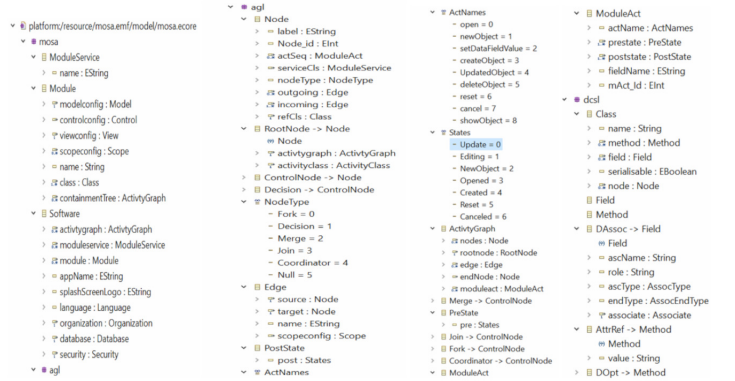 platform:/resource/mosa.emf/model/mosa.ecore
mosa
ModuleService
name : EString
Module
modelconfig : Model
controlconfig : Control
viewconfig : View
scopeconfig : Scope
name : String
class : Class
containmentTree : ActivtyGraph
Software
activtygraph : ActivtyGraph
moduleservice : ModuleService
module : Module
appName : EString
splashScreenLogo : EString
language : Language
organization : Organization
database : Database
security : Security
agl
agl
Node
label : EString
Node_id : EInt
actSeq : ModuleAct
serviceCls : ModuleService
nodeType : NodeType
outgoing : Edge
incoming : Edge
refCls : Class
RootNode -> Node
Node
activtygraph : ActivtyGraph
activityclass : ActivityClass
ControlNode -> Node
Decision -> ControlNode
NodeType
Fork = 0
Decision = 1
Merge = 2
Join = 3
Coordinator = 4
Null = 5
Edge
source : Node
target : Node
name : EString
scopeconfig : Scope
PostState
post : States
ActNames
ActNames
open = 0
newObject = 1
setDataFieldValue = 2
createObject = 3
UpdatedObject = 4
deleteObject = 5
reset = 6
cancel = 7
showObject = 8
States
Update = 0
Editing = 1
NewObject = 2
Opened = 3
Created = 4
Reset = 5
Canceled = 6
ActivtyGraph
nodes : Node
rootnode : RootNode
edge : Edge
endNode : Node
moduleact : ModuleAct
Merge -> ControlNode
PreState
pre : States
Join -> ControlNode
Fork -> ControlNode
Coordinator -> ControlNode
ModuleAct
ModuleAct
actName : ActNames
prestate : PreState
poststate : PostState
fieldName : EString
mAct_Id : EInt
dcsl
Class
name : String
method : Method
field : Field
serialisable : EBoolean
node : Node
Field
Method
DAssoc -> Field
Field
ascName : String
role : String
ascType : AssocType
endType : AssocEndType
associate : Associate
AttrRef -> Method
Method
value : String
DOpt -> Method